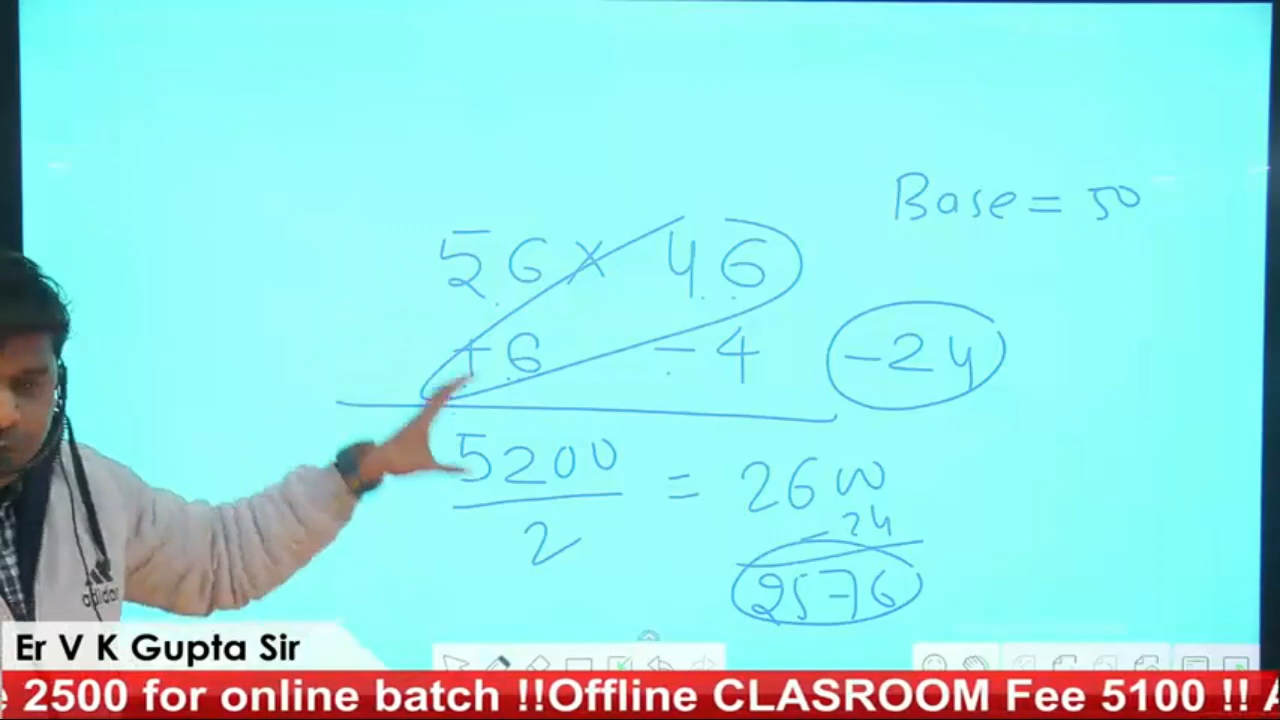 Base = 50
56 × 46
+6 -4 -24
5200
2
= 2600
-24
2576
adidas
Er V K Gupta Sir
2500 for online batch !!Offline CLASROOM Fee 5100 !!